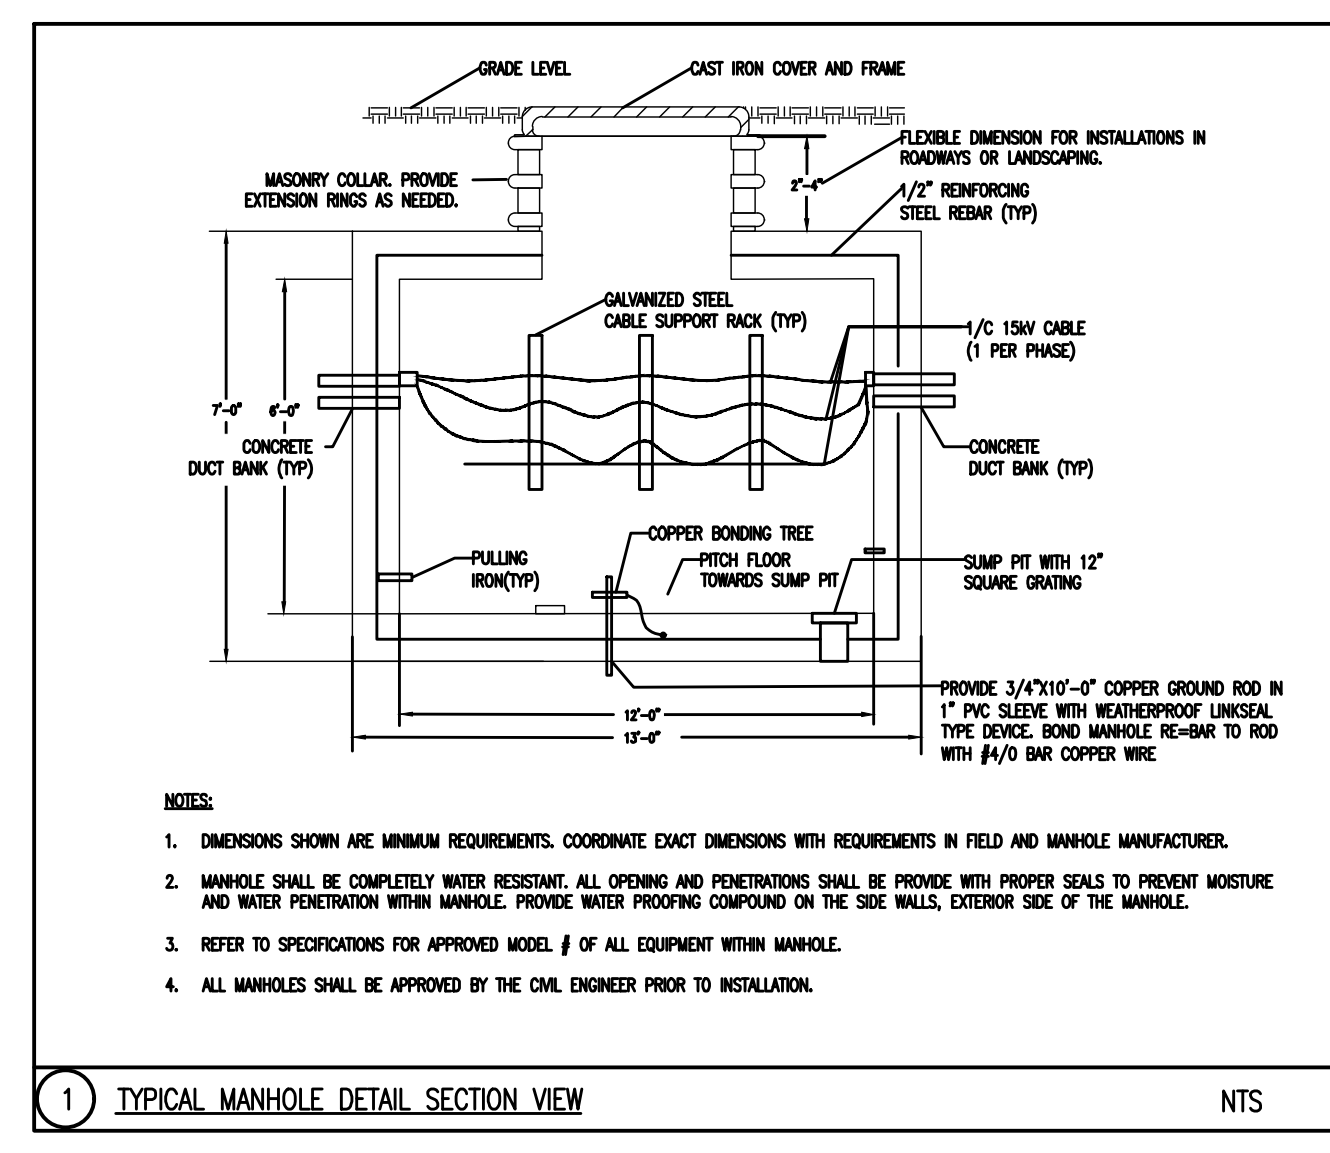 GRADE LEVEL
CAST IRON COVER AND FRAME
FLEXIBLE DIMENSION FOR INSTALLATIONS IN
ROADWAYS OR LANDSCAPING.
MASONRY COLLAR. PROVIDE
EXTENSION RINGS AS NEEDED.
2"-4"
1/2" REINFORCING
STEEL REBAR (TYP)
GALVANIZED STEEL
CABLE SUPPORT RACK (TYP)
1/C 15kV CABLE
(1 PER PHASE)
7'-0"
6'-0"
CONCRETE
DUCT BANK (TYP)
CONCRETE
DUCT BANK (TYP)
COPPER BONDING TREE
PULLING
IRON(TYP)
PITCH FLOOR
TOWARDS SUMP PIT
SUMP PIT WITH 12"
SQUARE GRATING
PROVIDE 3/4"X10'-0" COPPER GROUND ROD IN
1" PVC SLEEVE WITH WEATHERPROOF LINKSEAL
TYPE DEVICE. BOND MANHOLE RE=BAR TO ROD
WITH #4/0 BAR COPPER WIRE
12'-0"
13'-0"
NOTES:
1. DIMENSIONS SHOWN ARE MINIMUM REQUIREMENTS. COORDINATE EXACT DIMENSIONS WITH REQUIREMENTS IN FIELD AND MANHOLE MANUFACTURER.
2. MANHOLE SHALL BE COMPLETELY WATER RESISTANT. ALL OPENING AND PENETRATIONS SHALL BE PROVIDE WITH PROPER SEALS TO PREVENT MOISTURE
AND WATER PENETRATION WITHIN MANHOLE. PROVIDE WATER PROOFING COMPOUND ON THE SIDE WALLS, EXTERIOR SIDE OF THE MANHOLE.
3. REFER TO SPECIFICATIONS FOR APPROVED MODEL # OF ALL EQUIPMENT WITHIN MANHOLE.
4. ALL MANHOLES SHALL BE APPROVED BY THE CIVIL ENGINEER PRIOR TO INSTALLATION.
1 TYPICAL MANHOLE DETAIL SECTION VIEW
NTS